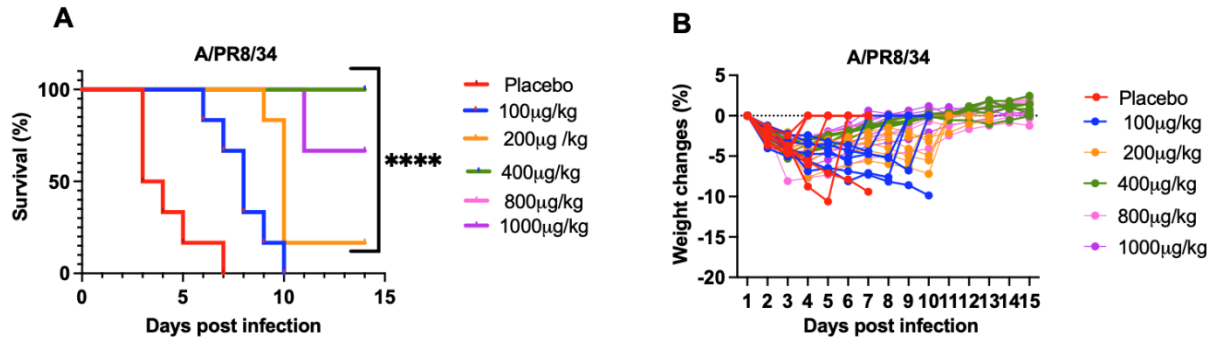 A
A/PR8/34
Survival (%)
100
50
0
0 5 10 15
Days post infection
****
Placebo
100µg/kg
200µg /kg
400µg/kg
800µg/kg
1000µg/kg
B
A/PR8/34
Weight changes (%)
5
0
-5
-10
-15
-20
1 2 3 4 5 6 7 8 9 10 11 12 13 14 15
Days post infection
Placebo
100µg/kg
200µg/kg
400µg/kg
800µg/kg
1000µg/kg